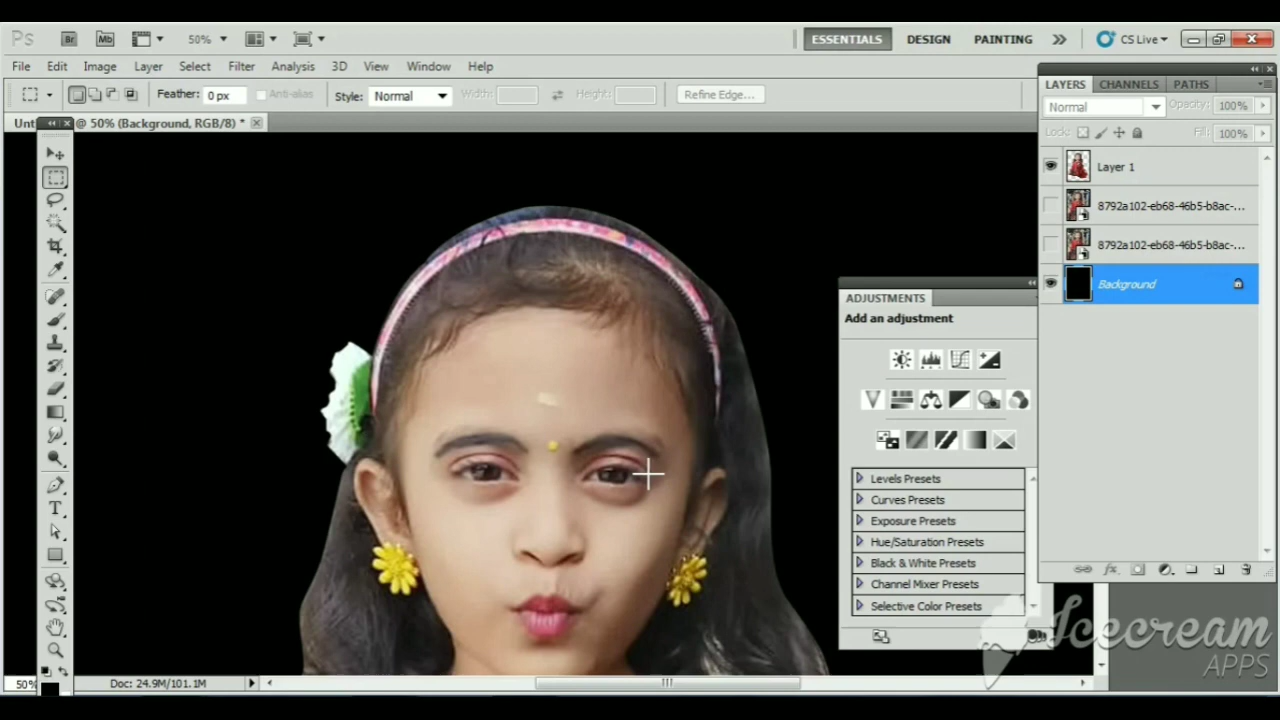 Ps Br Mb 50% ESSENTIALS DESIGN PAINTING CS Live
File Edit Image Layer Select Filter Analysis 3D View Window Help
Feather: 0 px Anti-alias Style: Normal Width: Height: Refine Edge...
Unt @ 50% (Background, RGB/8) *
LAYERS CHANNELS PATHS
Normal Opacity: 100%
Lock: Fill: 100%
Layer 1
8792a102-eb68-46b5-b8ac-...
8792a102-eb68-46b5-b8ac-...
Background
ADJUSTMENTS
Add an adjustment
Levels Presets
Curves Presets
Exposure Presets
Hue/Saturation Presets
Black & White Presets
Channel Mixer Presets
Selective Color Presets
T
50% Doc: 24.9M/101.1M
Icecream
APPS